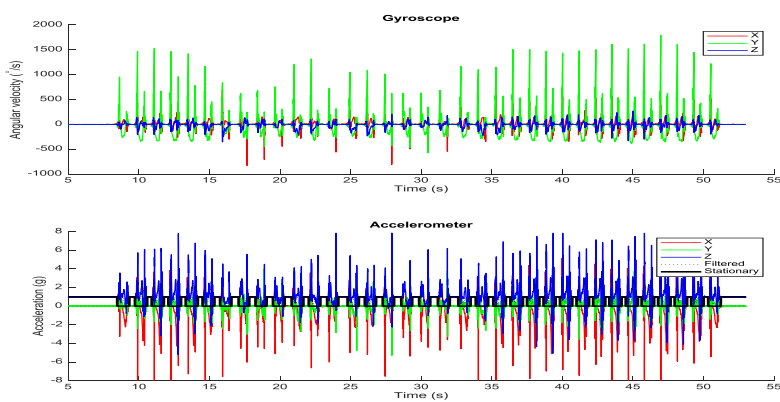 Gyroscope
2000
1500
1000
500
0
-500
-1000
Angular velocity (°/s)
X
Y
Z
5 10 15 20 25 30 35 40 45 50 55
Time (s)
Accelerometer
8
6
4
2
0
-2
-4
-6
-8
Acceleration (g)
X
Y
Z
Filtered
Stationary
5 10 15 20 25 30 35 40 45 50 55
Time (s)